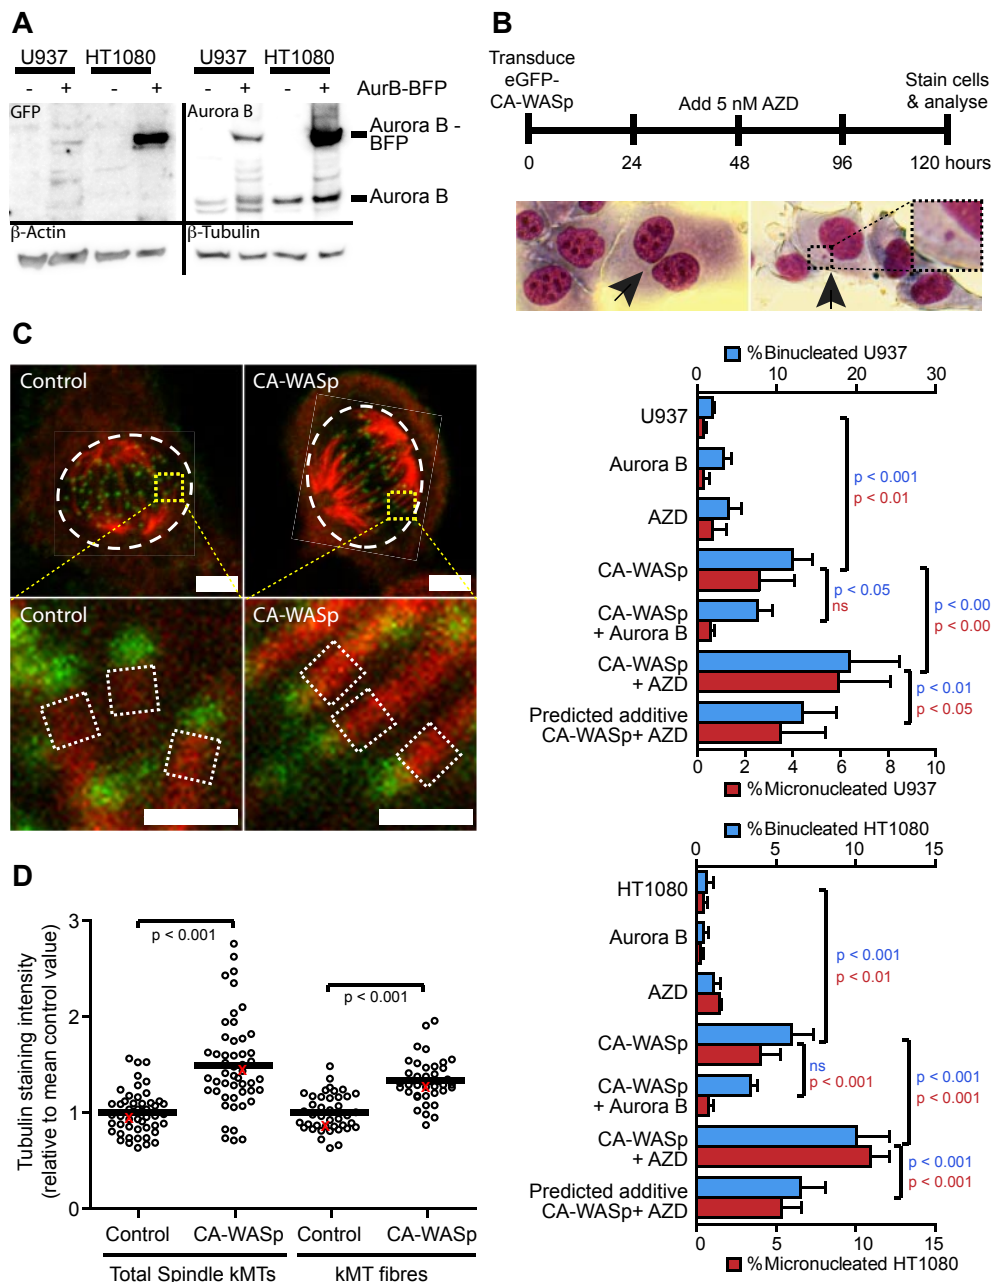 A
U937 HT1080 U937 HT1080
- + - + - + - + AurB-BFP
GFP
Aurora B
Aurora B -
BFP
Aurora B
β-Actin
β-Tubulin
B
Transduce
eGFP-
CA-WASp
Add 5 nM AZD
Stain cells
& analyse
0 24 48 96 120 hours
C
Control
CA-WASp
Control
CA-WASp
%Binucleated U937
0 15 30
U937
Aurora B
AZD
CA-WASp
CA-WASp
+ Aurora B
CA-WASp
+ AZD
Predicted additive
CA-WASp+ AZD
p < 0.001
p < 0.01
p < 0.05
ns
p < 0.00
p < 0.00
p < 0.01
p < 0.05
0 2 4 6 8 10
%Micronucleated U937
%Binucleated HT1080
0 5 10 15
HT1080
Aurora B
AZD
CA-WASp
CA-WASp
+ Aurora B
CA-WASp
+ AZD
Predicted additive
CA-WASp+ AZD
p < 0.001
p < 0.01
ns
p < 0.001
p < 0.001
p < 0.001
p < 0.001
p < 0.001
0 5 10 15
%Micronucleated HT1080
D
Tubulin staining intensity
(relative to mean control value)
3
2
1
0
p < 0.001
p < 0.001
Control CA-WASp Control CA-WASp
Total Spindle kMTs kMT fibres